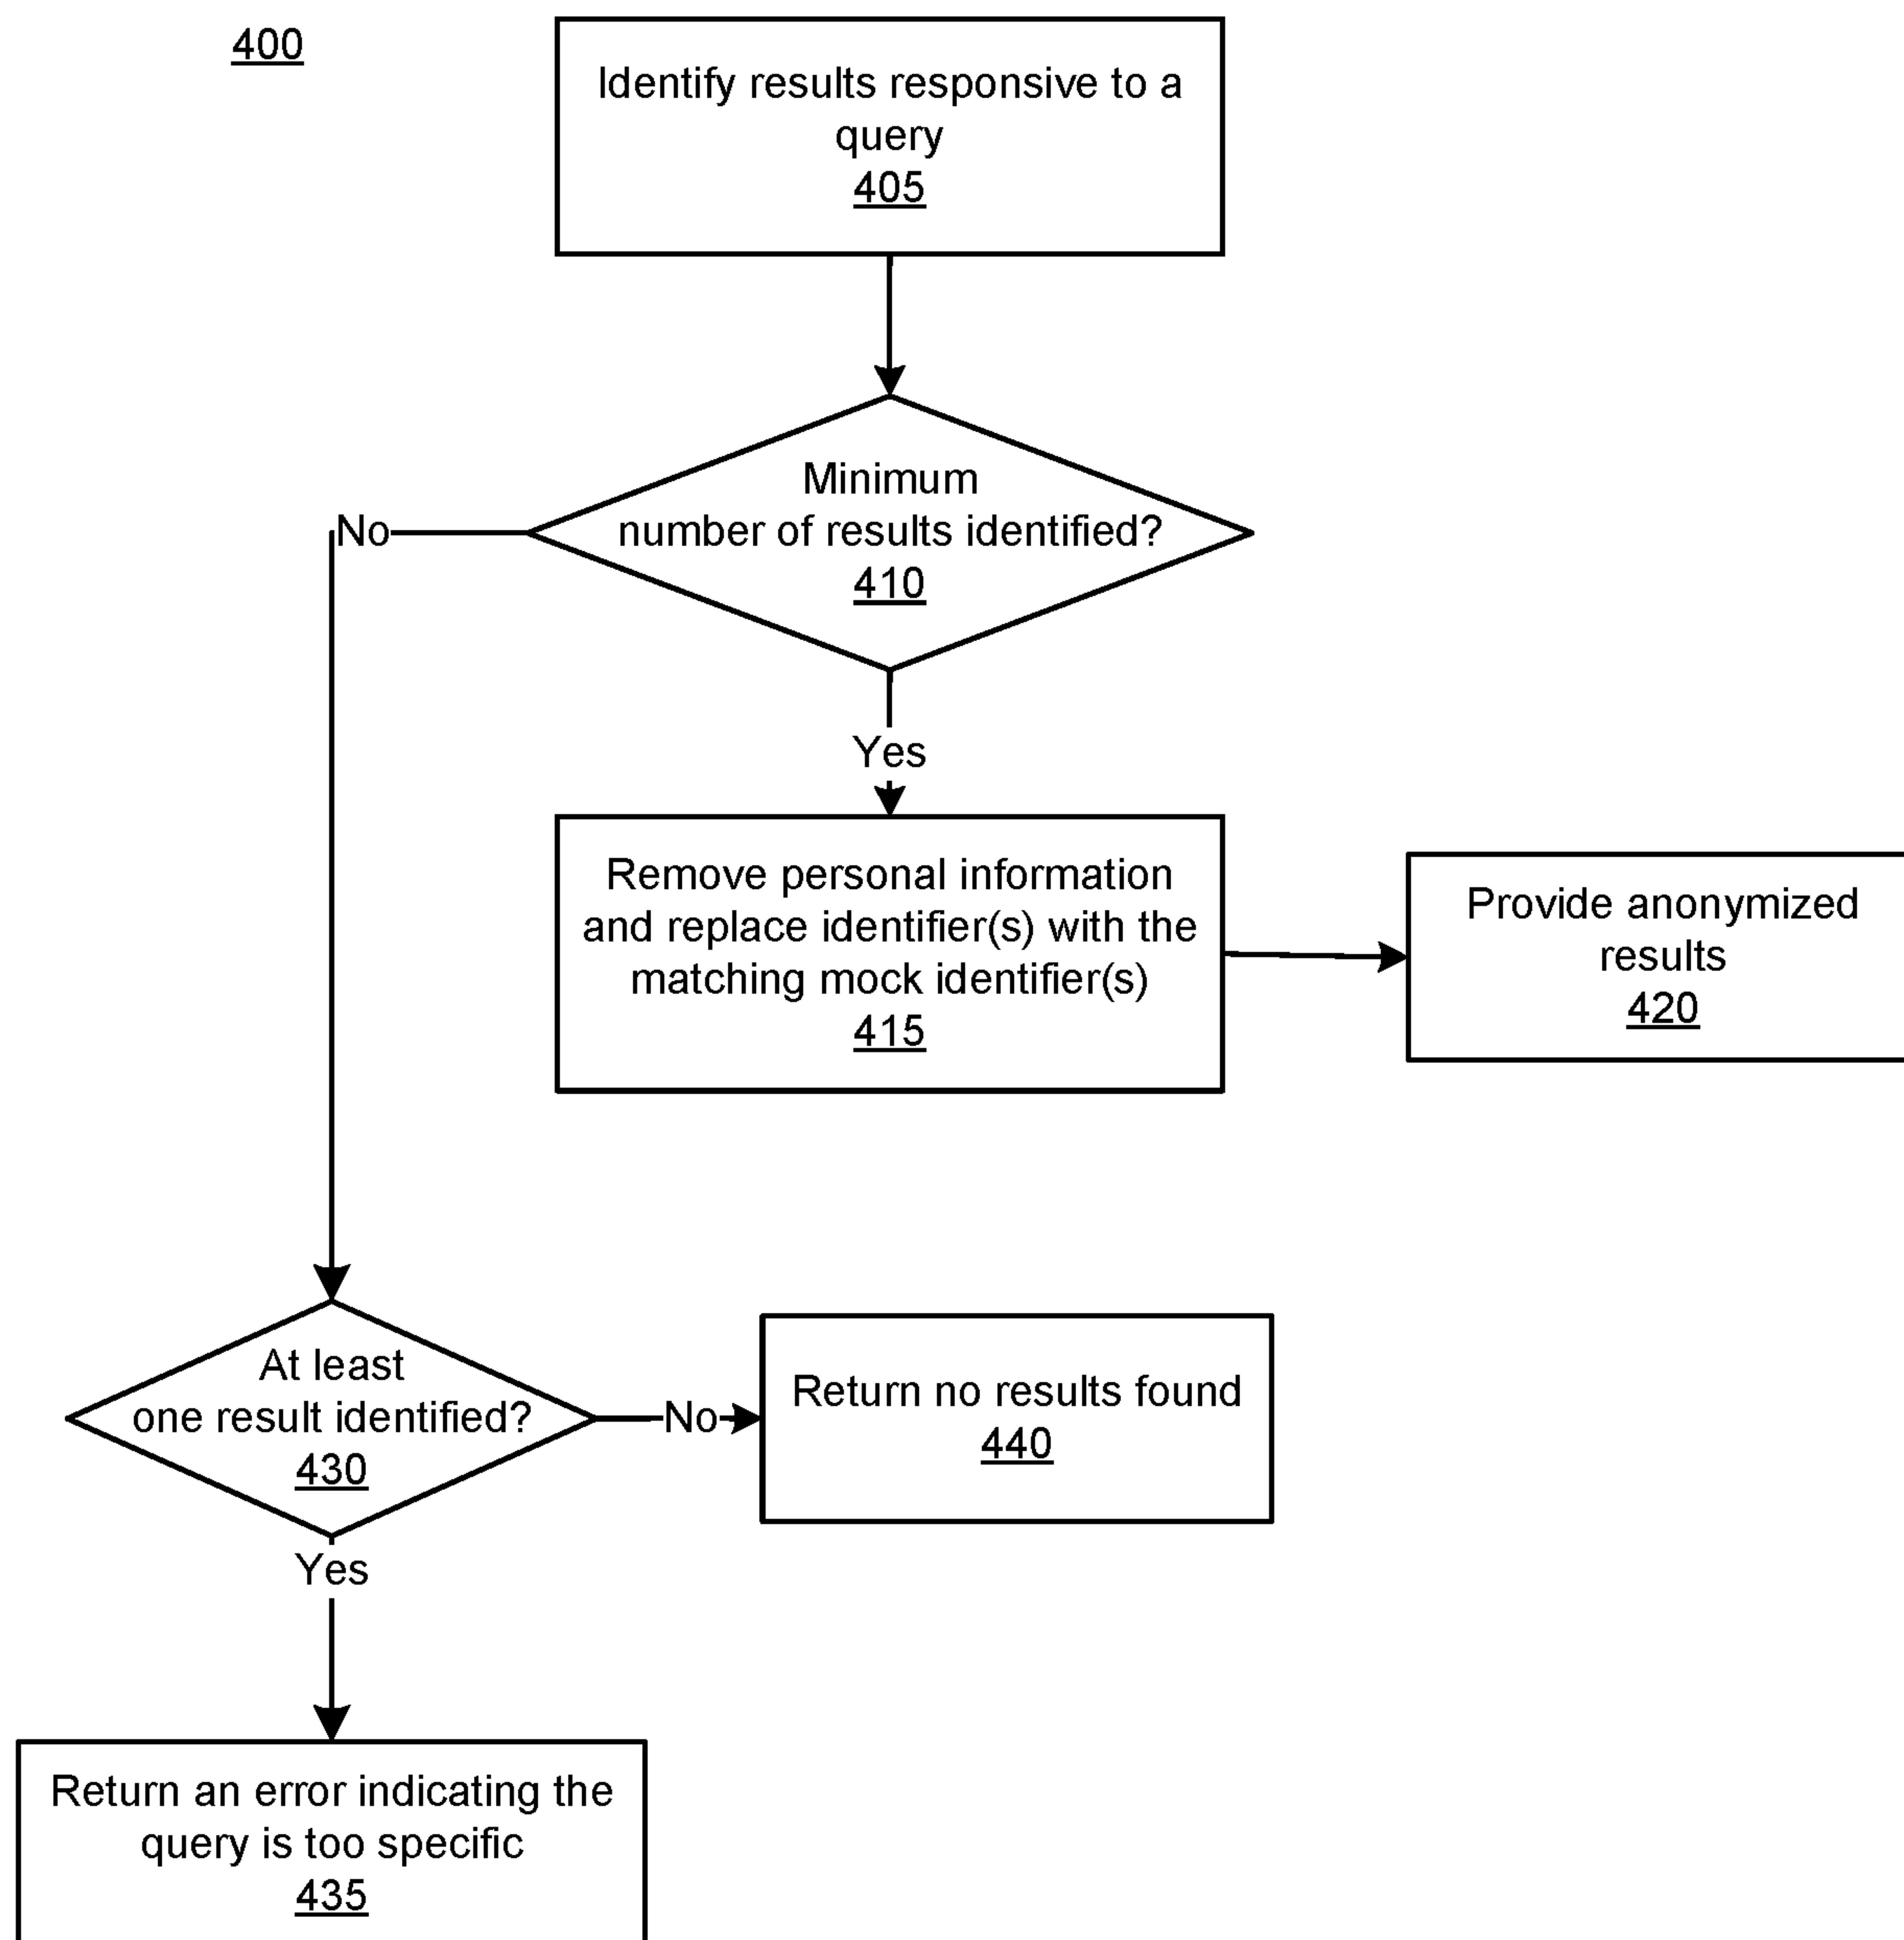 400
Identify results responsive to a
query
405
Minimum
number of results identified?
410
No
Yes
Remove personal information
and replace identifier(s) with the
matching mock identifier(s)
415
Provide anonymized
results
420
At least
one result identified?
430
No
Return no results found
440
Yes
Return an error indicating the
query is too specific
435